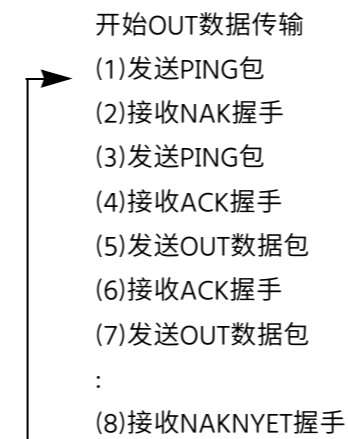 开始OUT数据传输
(1)发送PING包
(2)接收NAK握手
(3)发送PING包
(4)接收ACK握手
(5)发送OUT数据包
(6)接收ACK握手
(7)发送OUT数据包
:
(8)接收NAKNYET握手